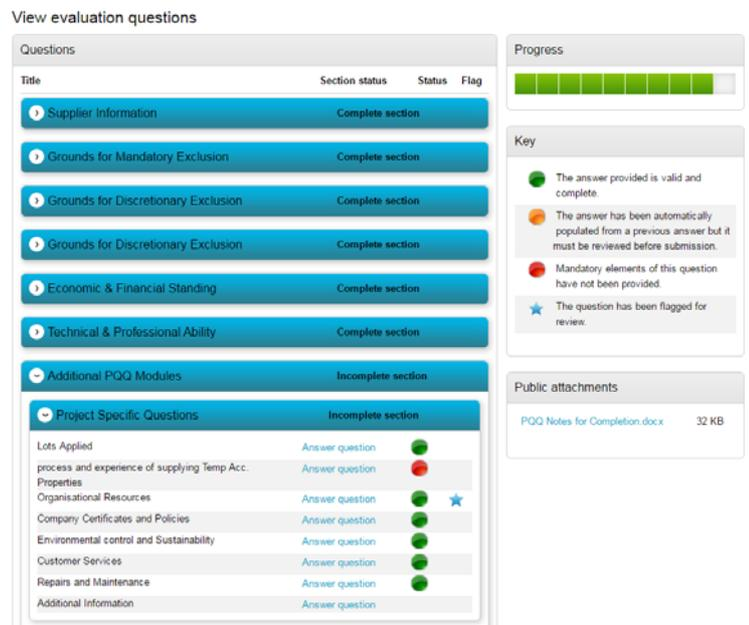 View evaluation questions
Questions
Title Section status Status Flag
Supplier Information Complete section
Grounds for Mandatory Exclusion Complete section
Grounds for Discretionary Exclusion Complete section
Grounds for Discretionary Exclusion Complete section
Economic & Financial Standing Complete section
Technical & Professional Ability Complete section
Additional PQQ Modules Incomplete section
Project Specific Questions Incomplete section
Lots Applied Answer question
process and experience of supplying Temp Acc. Answer question
Properties
Organisational Resources Answer question
Company Certificates and Policies Answer question
Environmental control and Sustainability Answer question
Customer Services Answer question
Repairs and Maintenance Answer question
Additional Information Answer question
Progress
Key
The answer provided is valid and
complete.
The answer has been automatically
populated from a previous answer but it
must be reviewed before submission.
Mandatory elements of this question
have not been provided.
The question has been flagged for
review.
Public attachments
PQQ Notes for Completion.docx 32 KB